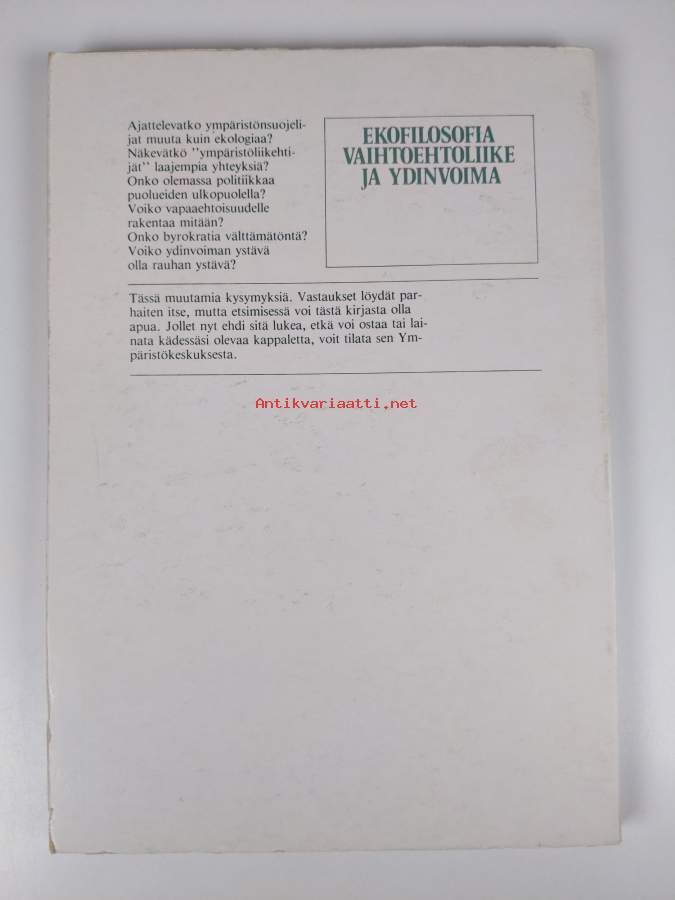 Ajattelevatko ympäristönsuojeli-
jat muuta kuin ekologiaa?
Näkevätkö "ympäristöliikehti-
jät" laajempia yhteyksiä?
Onko olemassa politiikkaa
puolueiden ulkopuolella?
Voiko vapaaehtoisuudelle
rakentaa mitään?
Onko byrokratia välttämätöntä?
Voiko ydinvoiman ystävä
olla rauhan ystävä?
EKOFILOSOFIA
VAIHTOEHTOLIIKE
JA YDINVOIMA
Tässä muutamia kysymyksiä. Vastaukset löydät par-
haiten itse, mutta etsimisessä voi tästä kirjasta olla
apua. Jollet nyt ehdi sitä lukea, etkä voi ostaa tai lai-
nata kädessäsi olevaa kappaletta, voit tilata sen Ym-
päristökeskuksesta.
Antikvariaatti.net